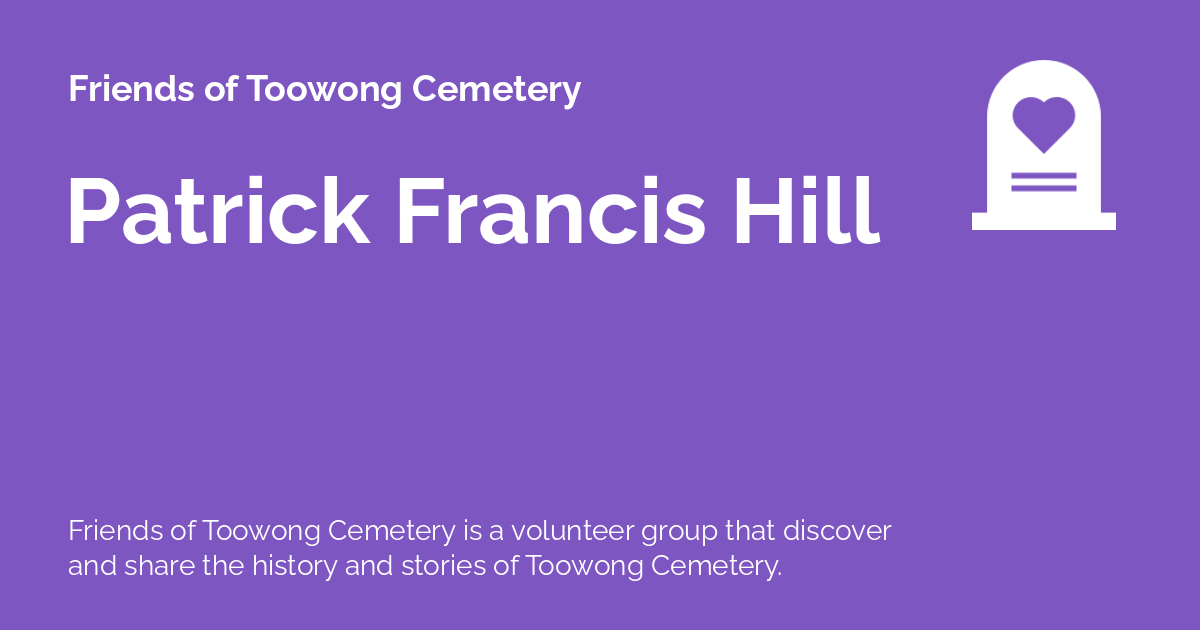 Friends of Toowong Cemetery
Patrick Francis Hill
Friends of Toowong Cemetery is a volunteer group that discover
and share the history and stories of Toowong Cemetery.